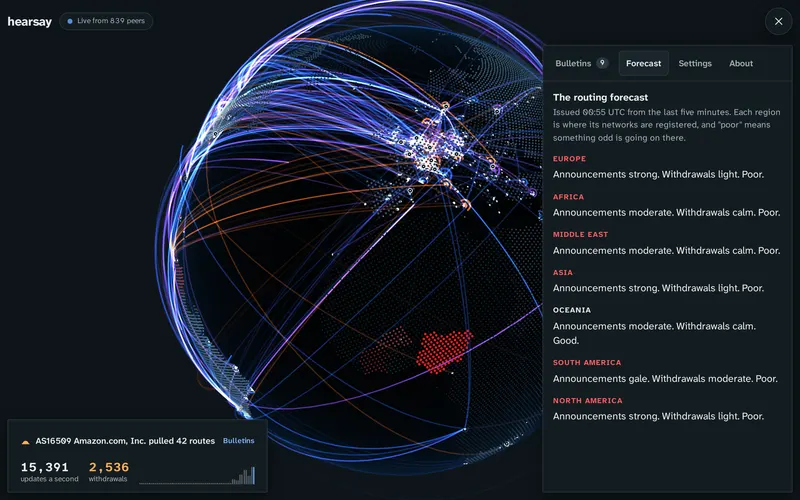 hearsay
Live from 839 peers
Bulletins 9
Forecast
Settings
About
The routing forecast
Issued 00:55 UTC from the last five minutes. Each region
is where its networks are registered, and "poor" means
something odd is going on there.
EUROPE
Announcements strong. Withdrawals light. Poor.
AFRICA
Announcements moderate. Withdrawals calm. Poor.
MIDDLE EAST
Announcements moderate. Withdrawals calm. Poor.
ASIA
Announcements strong. Withdrawals light. Poor.
OCEANIA
Announcements moderate. Withdrawals calm.
Good.
SOUTH AMERICA
Announcements gale. Withdrawals moderate. Poor.
NORTH AMERICA
Announcements strong. Withdrawals light. Poor.
AS16509 Amazon.com, Inc. pulled 42 routes
Bulletins
15,391
updates a second
2,536
withdrawals